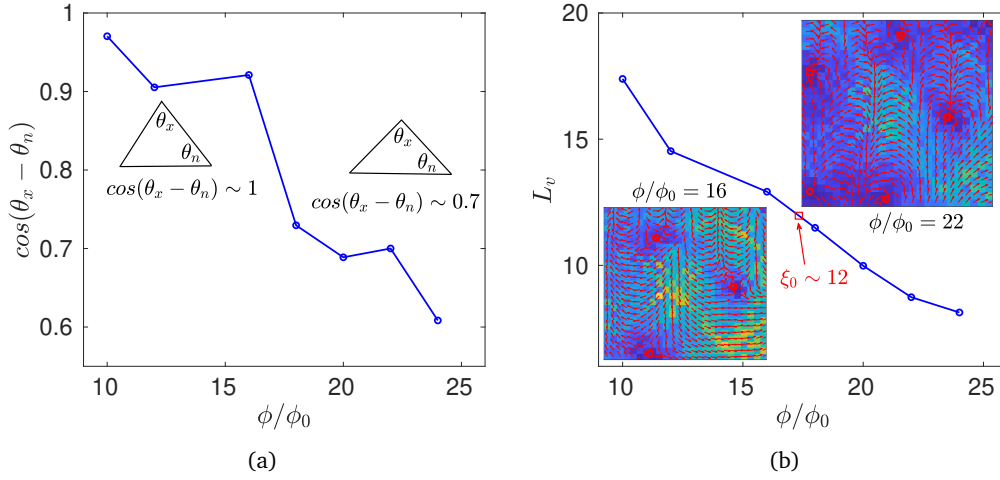 1
0.9
0.8
0.7
0.6
cos(θ_x − θ_n)
θ_x
θ_n
cos(θ_x − θ_n) ∼ 1
θ_x
θ_n
cos(θ_x − θ_n) ∼ 0.7
10 15 20 25
ϕ/ϕ_0
(a)
20
15
10
L_v
ϕ/ϕ_0 = 16
ϕ/ϕ_0 = 22
ξ_0 ∼ 12
10 15 20 25
ϕ/ϕ_0
(b)